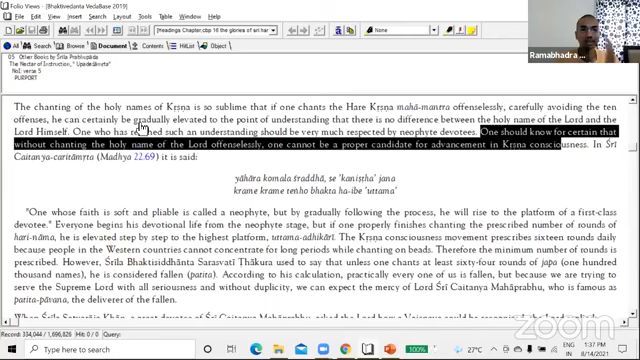 Folio Views - [Bhaktivedanta VedaBase 2019]
File Edit View Search Layout Insert Tools Window Help
[Headings Chapter:cbp 16 the glories of harinam
All Search Browse Document Contents Hit List Object
05 Other Books by Śrīla Prabhupāda
The Nectar of Instruction, "Upadeśāmṛta"
NoI verse 5
PURPORT
The chanting of the holy names of Kṛṣṇa is so sublime that if one chants the Hare Kṛṣṇa mahā-mantra offenselessly, carefully avoiding the ten
offenses, he can certainly be gradually elevated to the point of understanding that there is no difference between the holy name of the Lord and the
Lord Himself. One who has reached such an understanding should be very much respected by neophyte devotees. One should know for certain that
without chanting the holy name of the Lord offenselessly, one cannot be a proper candidate for advancement in Kṛṣṇa consciousness. In Śrī
Caitanya-caritāmṛta (Madhya 22.69) it is said:
yāhāra komala śraddhā, se 'kaniṣṭha' jana
krame krame teṅho bhakta ha-ibe 'uttama'
"One whose faith is soft and pliable is called a neophyte, but by gradually following the process, he will rise to the platform of a first-class
devotee." Everyone begins his devotional life from the neophyte stage, but if one properly finishes chanting the prescribed number of rounds of
hari-nāma, he is elevated step by step to the highest platform, uttama-adhikārī. The Kṛṣṇa consciousness movement prescribes sixteen rounds daily
because people in the Western countries cannot concentrate for long periods while chanting on beads. Therefore the minimum number of rounds is
prescribed. However, Śrīla Bhaktisiddhānta Sarasvatī Ṭhākura used to say that unless one chants at least sixty-four rounds of japa (one hundred
thousand names), he is considered fallen (patita). According to his calculation, practically every one of us is fallen, but because we are trying to
serve the Supreme Lord with all seriousness and without duplicity, we can expect the mercy of Lord Śrī Caitanya Mahāprabhu, who is famous as
patita-pāvana, the deliverer of the fallen.
Record: 334,044 / 1,696,826 Hit: 0/0 Query:
Type here to search
100%
27°C
ENG
IN
1:37 PM
8/14/2021
Ramabhadra
zoom